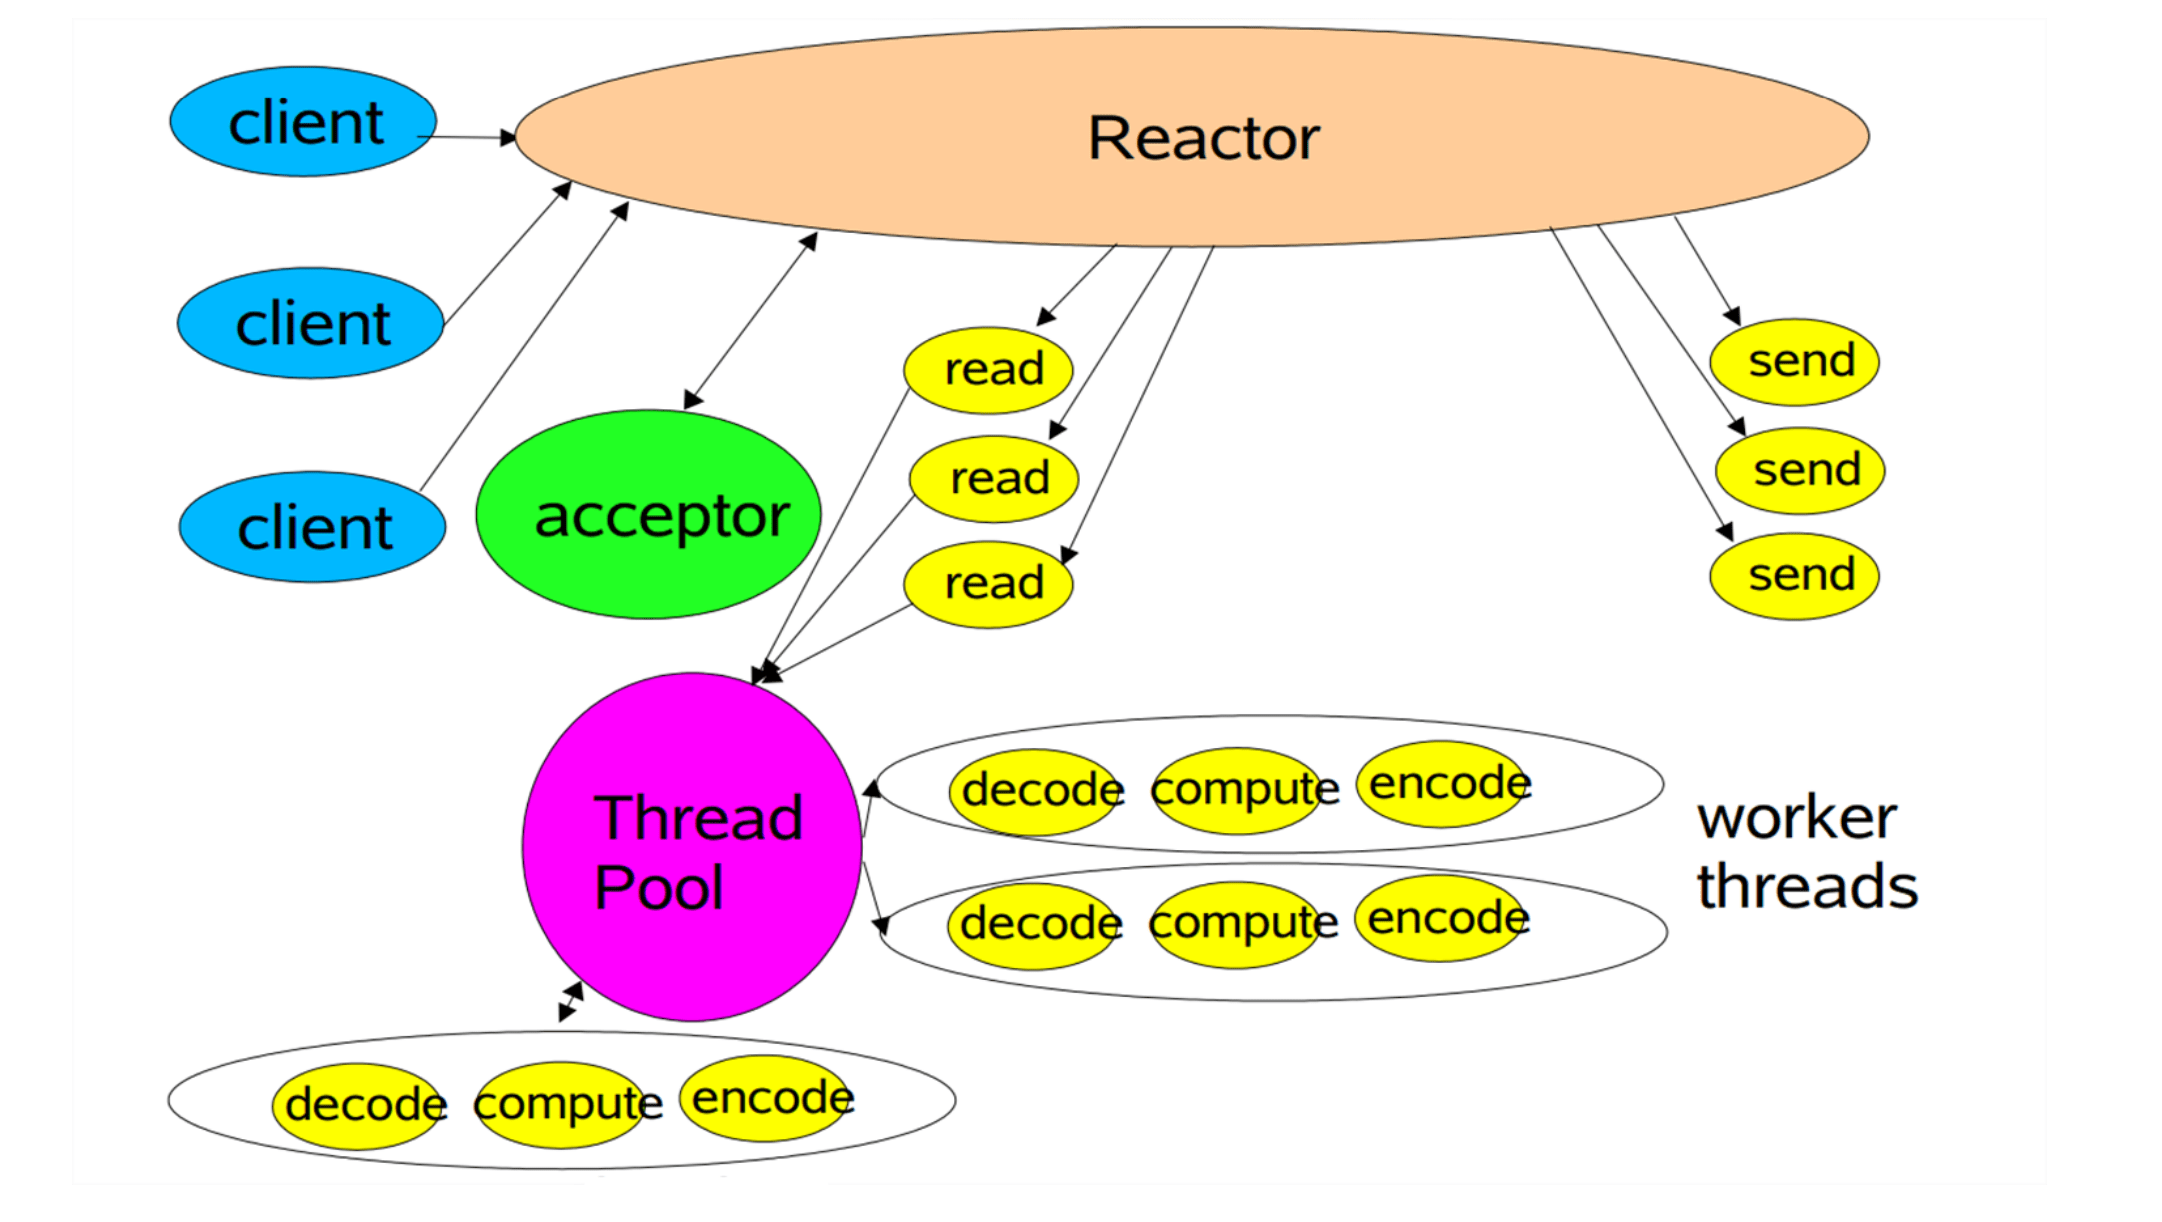 client
Reactor
client
client
acceptor
read
read
read
send
send
send
Thread
Pool
decode compute encode
decode compute encode
worker
threads
decode compute encode